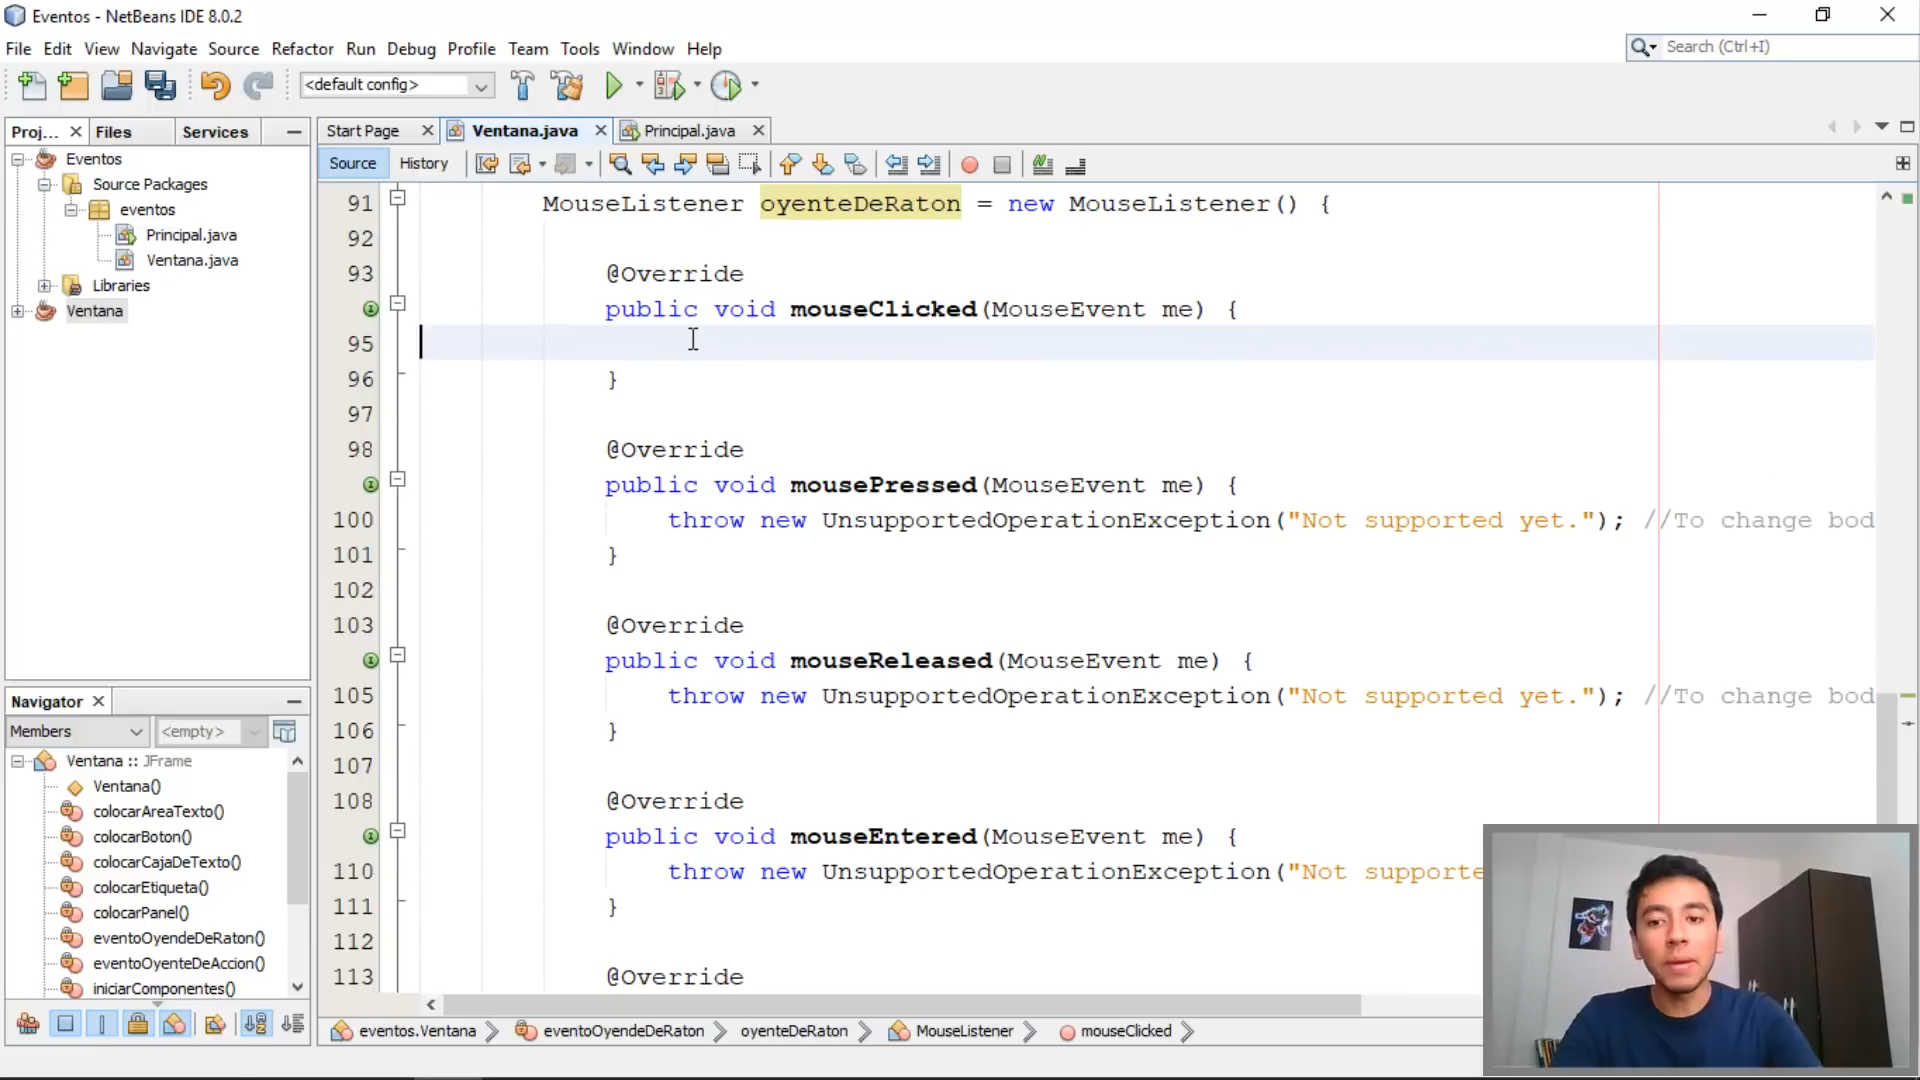 Eventos - NetBeans IDE 8.0.2
File Edit View Navigate Source Refactor Run Debug Profile Team Tools Window Help
Search (Ctrl+I)
<default config>
Proj... Files Services
Start Page Ventana.java Principal.java
Source History
Eventos
Source Packages
eventos
Principal.java
Ventana.java
Libraries
Ventana
91 MouseListener oyenteDeRaton = new MouseListener() {
92
93 @Override
public void mouseClicked(MouseEvent me) {
95
96 }
97
98 @Override
public void mousePressed(MouseEvent me) {
100 throw new UnsupportedOperationException("Not supported yet."); //To change bod
101 }
102
103 @Override
public void mouseReleased(MouseEvent me) {
105 throw new UnsupportedOperationException("Not supported yet."); //To change bod
106 }
107
108 @Override
public void mouseEntered(MouseEvent me) {
110 throw new UnsupportedOperationException("Not supporte
111 }
112
113 @Override
Navigator
Members <empty>
Ventana :: JFrame
Ventana()
colocarAreaTexto()
colocarBoton()
colocarCajaDeTexto()
colocarEtiqueta()
colocarPanel()
eventoOyendeDeRaton()
eventoOyenteDeAccion()
iniciarComponentes()
eventos.Ventana eventoOyendeDeRaton oyenteDeRaton MouseListener mouseClicked